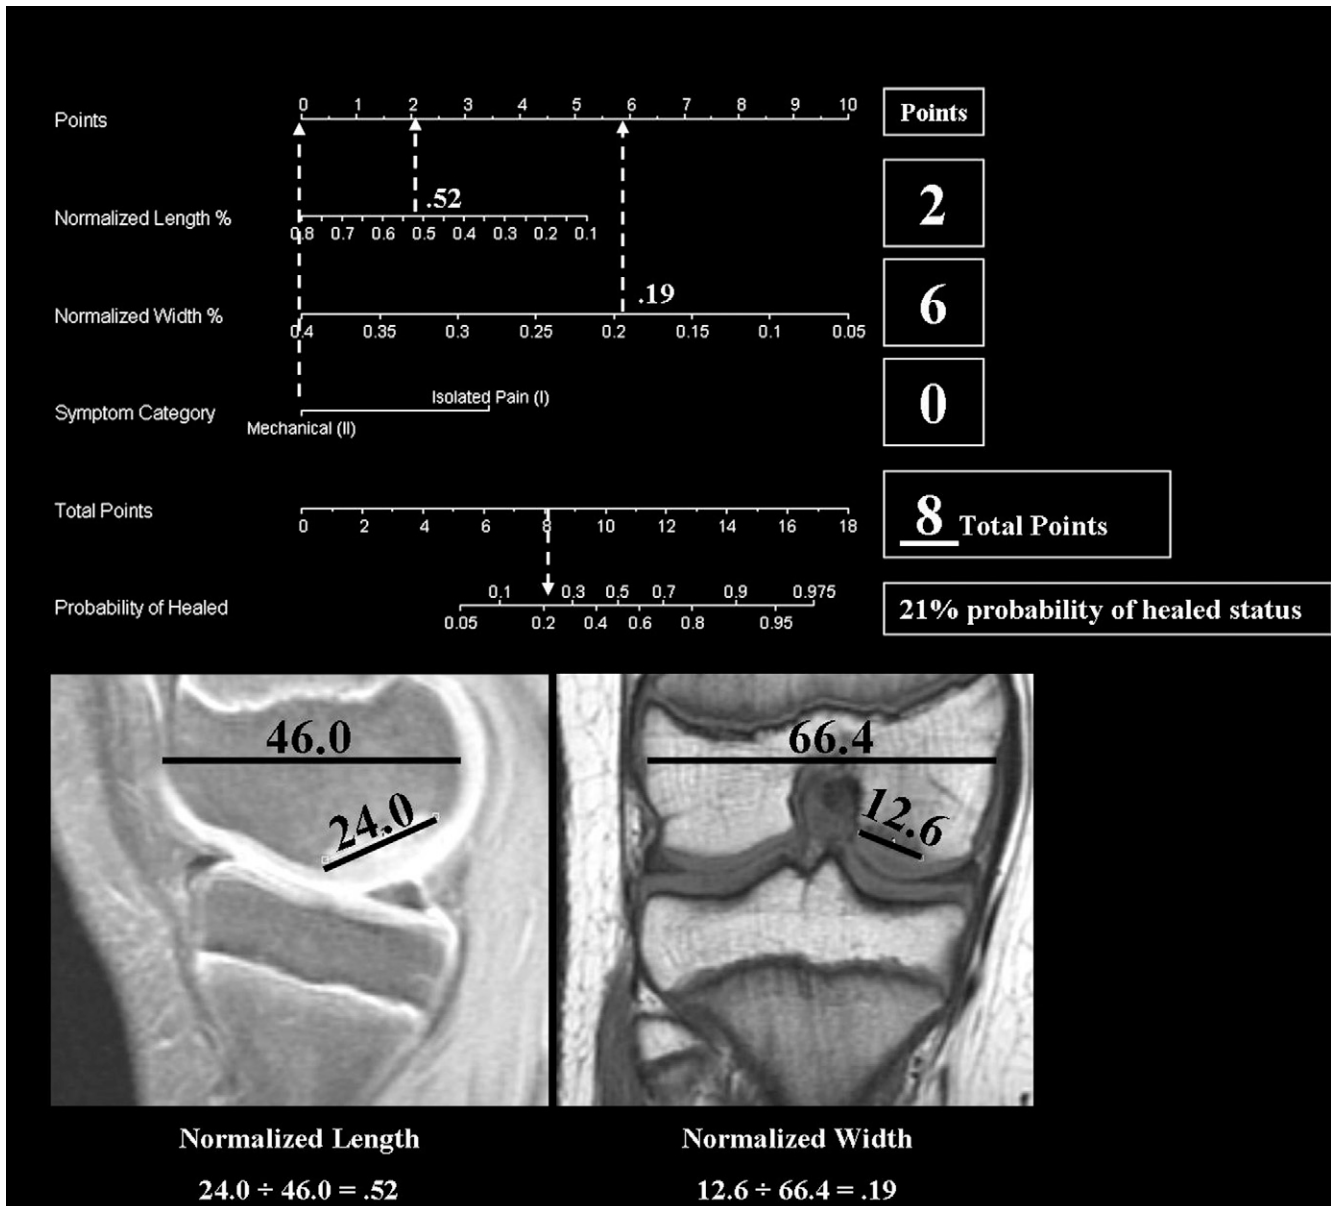 0 1 2 3 4 5 6 7 8 9 10
Points
Points
.52
Normalized Length %
0.8 0.7 0.6 0.5 0.4 0.3 0.2 0.1
2
.19
Normalized Width %
0.4 0.35 0.3 0.25 0.2 0.15 0.1 0.05
6
Isolated Pain (I)
Symptom Category
Mechanical (II)
0
Total Points
0 2 4 6 8 10 12 14 16 18
8 Total Points
0.1 0.3 0.5 0.7 0.9 0.975
Probability of Healed
0.05 0.2 0.4 0.6 0.8 0.95
21% probability of healed status
46.0
24.0
66.4
12.6
Normalized Length
24.0 ÷ 46.0 = .52
Normalized Width
12.6 ÷ 66.4 = .19